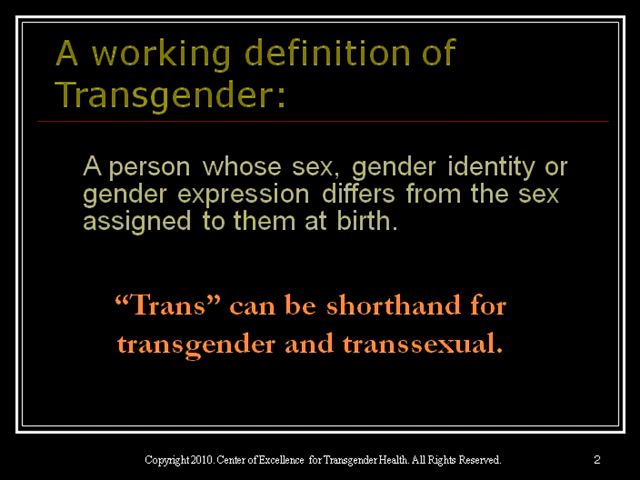 A working definition of
Transgender:
A person whose sex, gender identity or
gender expression differs from the sex
assigned to them at birth.
“Trans” can be shorthand for
transgender and transsexual.
Copyright 2010. Center of Excellence for Transgender Health. All Rights Reserved.
2